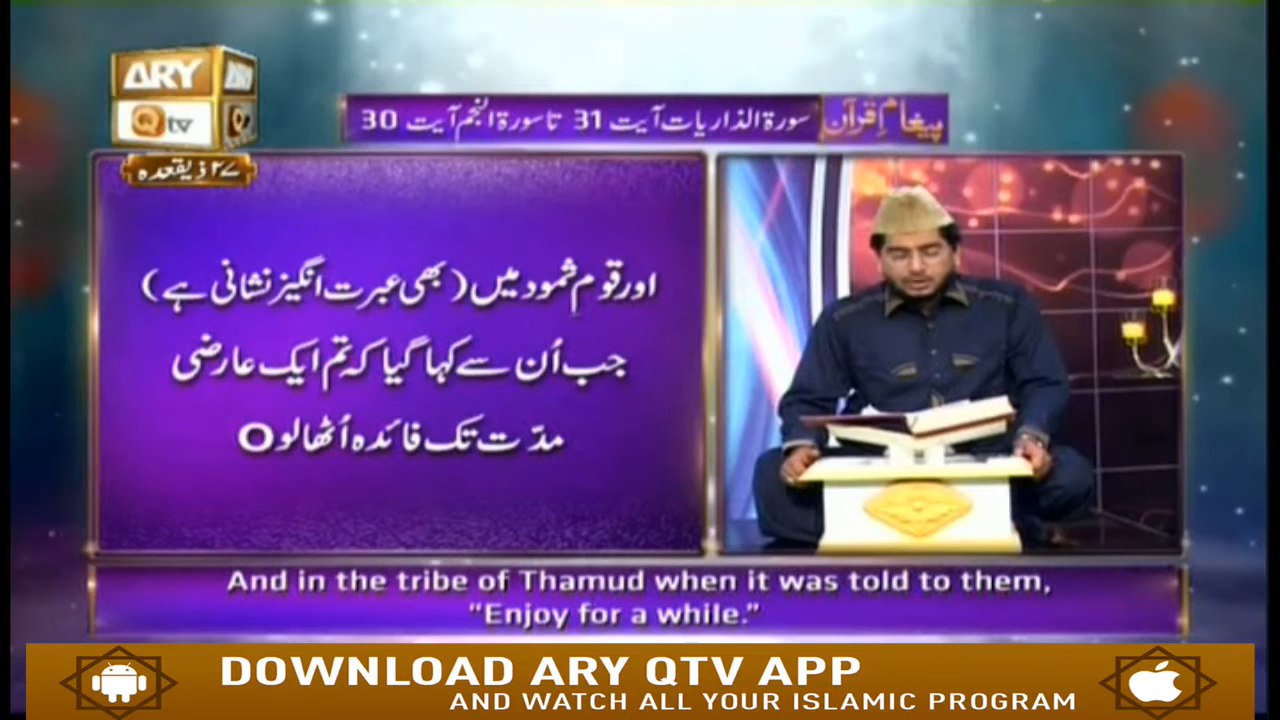 ARY
Qtv
۲۷ ذیقعدہ
پیغامِ قرآن
سورۃ الذاریات آیت 31 تا سورۃ النجم آیت 30
اور قومِ ثمود میں (بھی عبرت انگیز نشانی ہے)
جب اُن سے کہا گیا کہ تم ایک عارضی
مدّت تک فائدہ اُٹھا لو O
And in the tribe of Thamud when it was told to them,
“Enjoy for a while.”
DOWNLOAD ARY QTV APP
AND WATCH ALL YOUR ISLAMIC PROGRAM